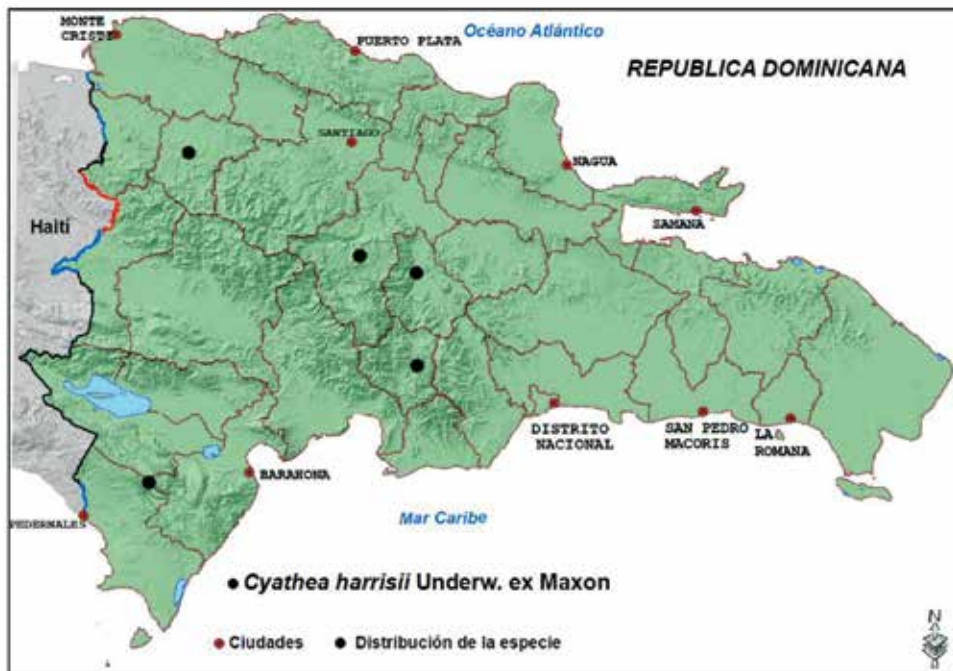 MONTE
CRISTI
PUERTO PLATA
Océano Atlántico
REPUBLICA DOMINICANA
SANTIAGO
NAGUA
SAMANA
Haití
DISTRITO
NACIONAL
SAN PEDRO
MACORIS
LA
ROMANA
BARAHONA
PEDERNALES
Mar Caribe
Cyathea harrisii Underw. ex Maxon
Ciudades
Distribución de la especie
N